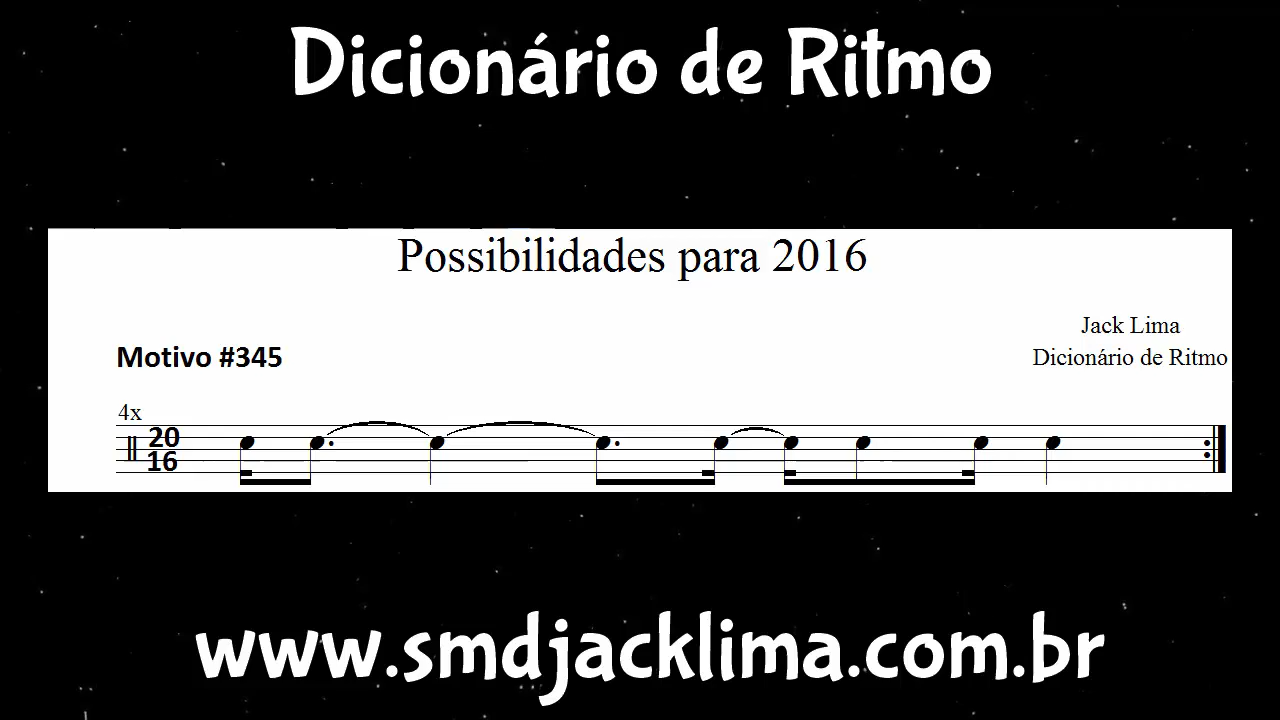 Dicionário de Ritmo
Possibilidades para 2016
Jack Lima
Motivo #345
Dicionário de Ritmo
4x
20
16
www.smdjacklima.com.br